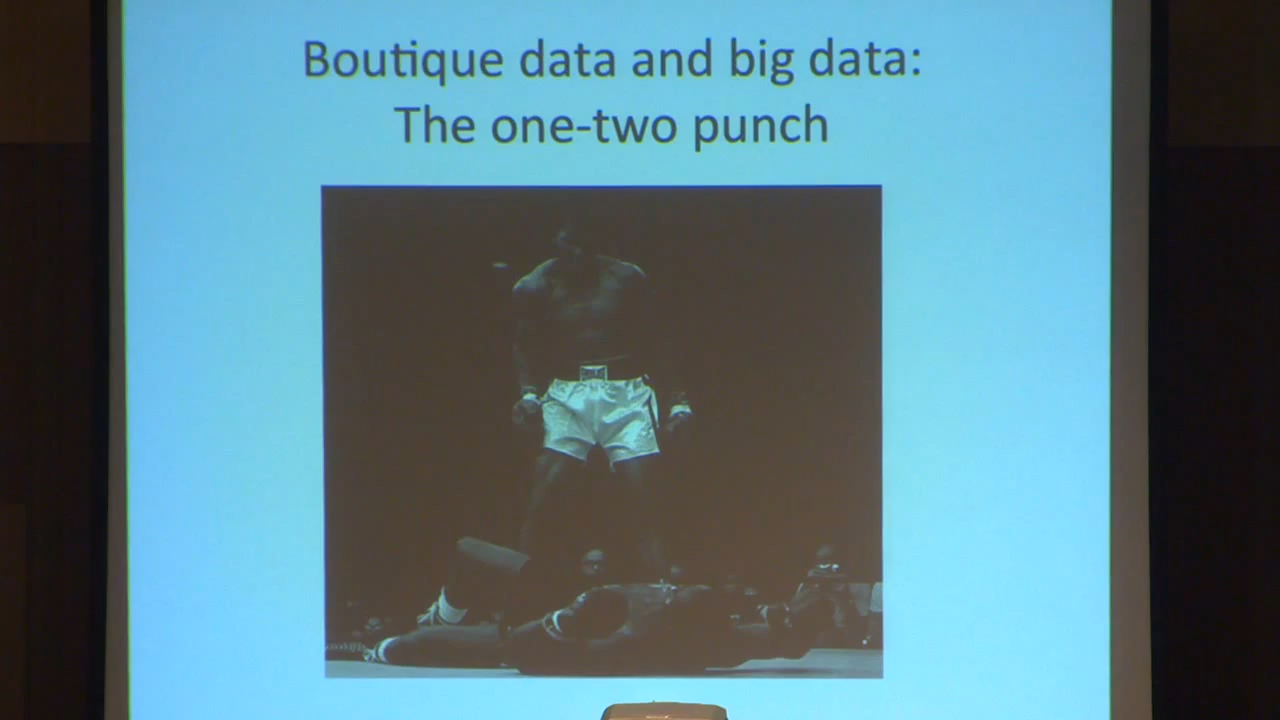 Boutique data and big data:
The one-two punch